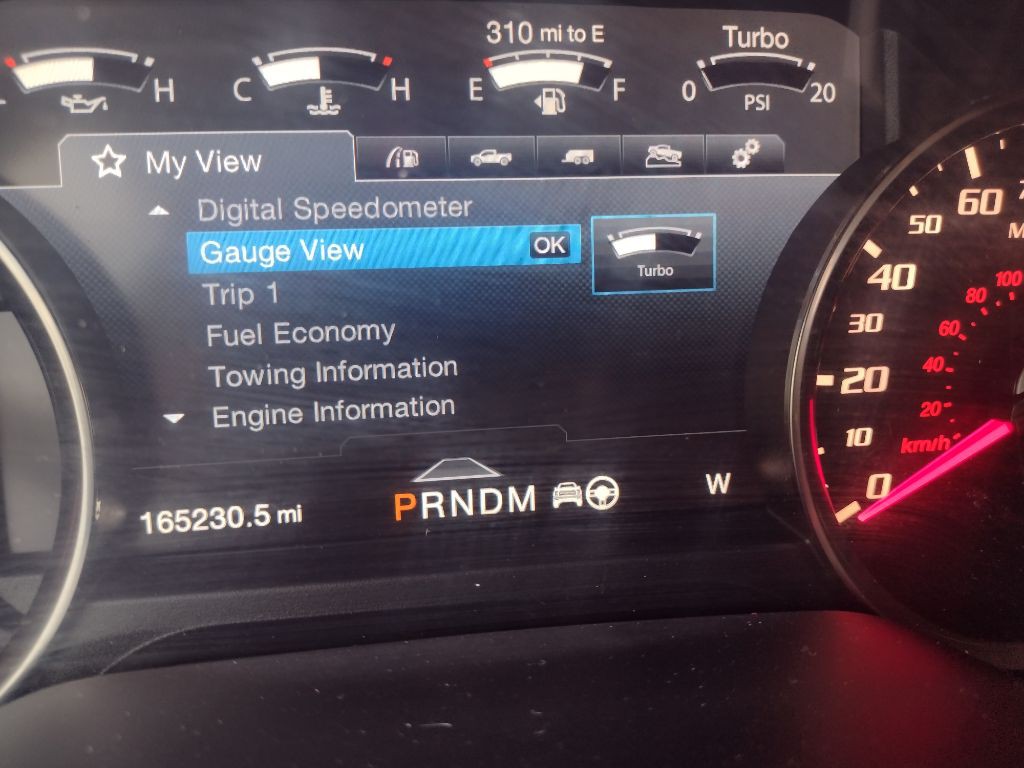 310 mi to E
Turbo
H
C
H
E
F
0
20
PSI
My View
Digital Speedometer
Gauge View
OK
Turbo
Trip 1
Fuel Economy
Towing Information
Engine Information
165230.5 mi
PRNDM
W
60
50
40
30
20
10
0
100
80
60
40
20
km/h